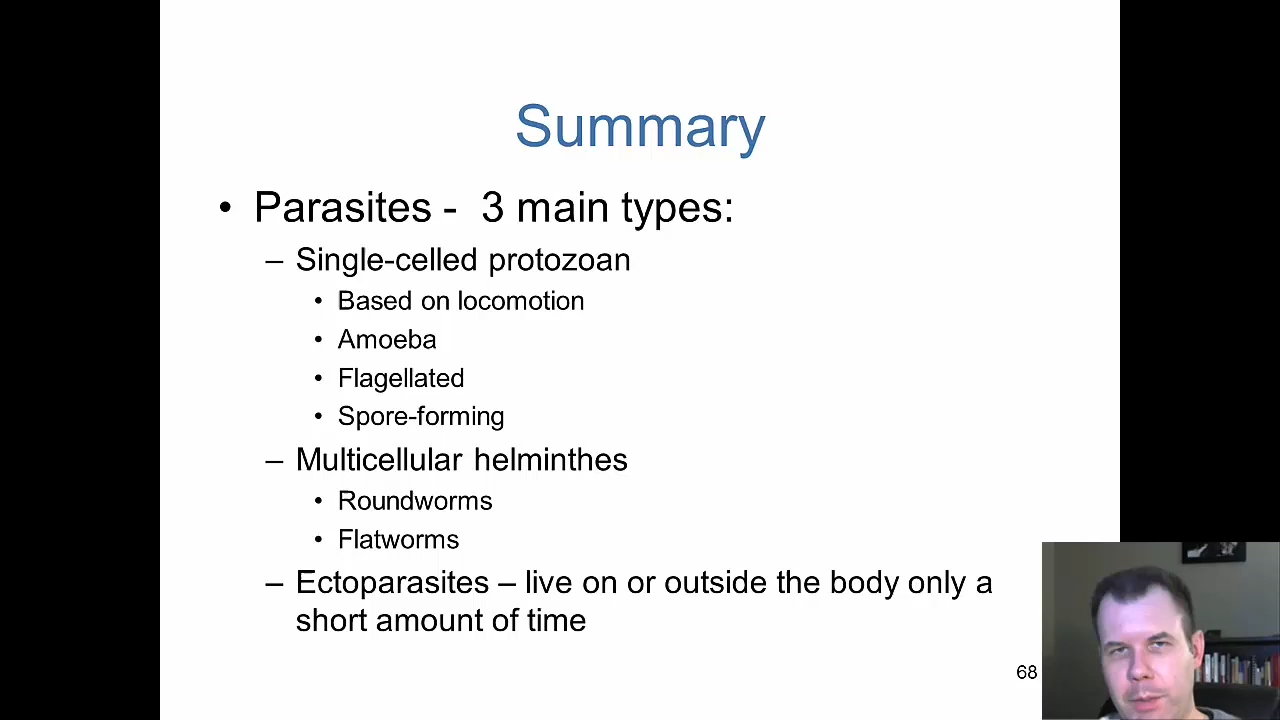 Summary
• Parasites - 3 main types:
– Single-celled protozoan
• Based on locomotion
• Amoeba
• Flagellated
• Spore-forming
– Multicellular helminthes
• Roundworms
• Flatworms
– Ectoparasites – live on or outside the body only a
short amount of time
68